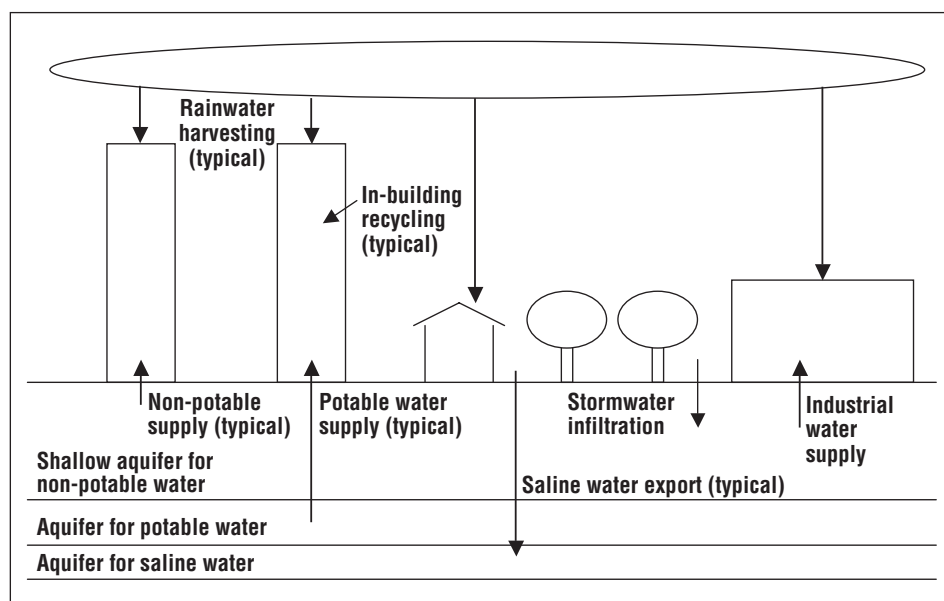 Rainwater
harvesting
(typical)
In-building
recycling
(typical)
Non-potable
supply (typical)
Potable water
supply (typical)
Stormwater
infiltration
Industrial
water
supply
Shallow aquifer for
non-potable water
Saline water export (typical)
Aquifer for potable water
Aquifer for saline water